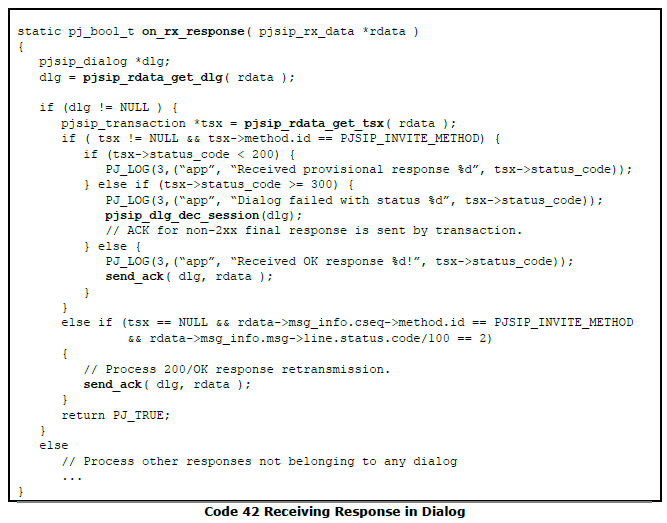 static pj_bool_t on_rx_response( pjsip_rx_data *rdata )
{
   pjsip_dialog *dlg;
   dlg = pjsip_rdata_get_dlg( rdata );

   if (dlg != NULL ) {
      pjsip_transaction *tsx = pjsip_rdata_get_tsx( rdata );
      if ( tsx != NULL && tsx->method.id == PJSIP_INVITE_METHOD) {
         if (tsx->status_code < 200) {
            PJ_LOG(3,(“app”, “Received provisional response %d”, tsx->status_code));
         } else if (tsx->status_code >= 300) {
            PJ_LOG(3,(“app”, “Dialog failed with status %d”, tsx->status_code));
            pjsip_dlg_dec_session(dlg);
            // ACK for non-2xx final response is sent by transaction.
         } else {
            PJ_LOG(3,(“app”, “Received OK response %d!”, tsx->status_code));
            send_ack( dlg, rdata );
         }
      }
      else if (tsx == NULL && rdata->msg_info.cseq->method.id == PJSIP_INVITE_METHOD
               && rdata->msg_info.msg->line.status.code/100 == 2)
      {
         // Process 200/OK response retransmission.
         send_ack( dlg, rdata );
      }
      return PJ_TRUE;
   }
   else
      // Process other responses not belonging to any dialog
      ...
}
Code 42 Receiving Response in Dialog